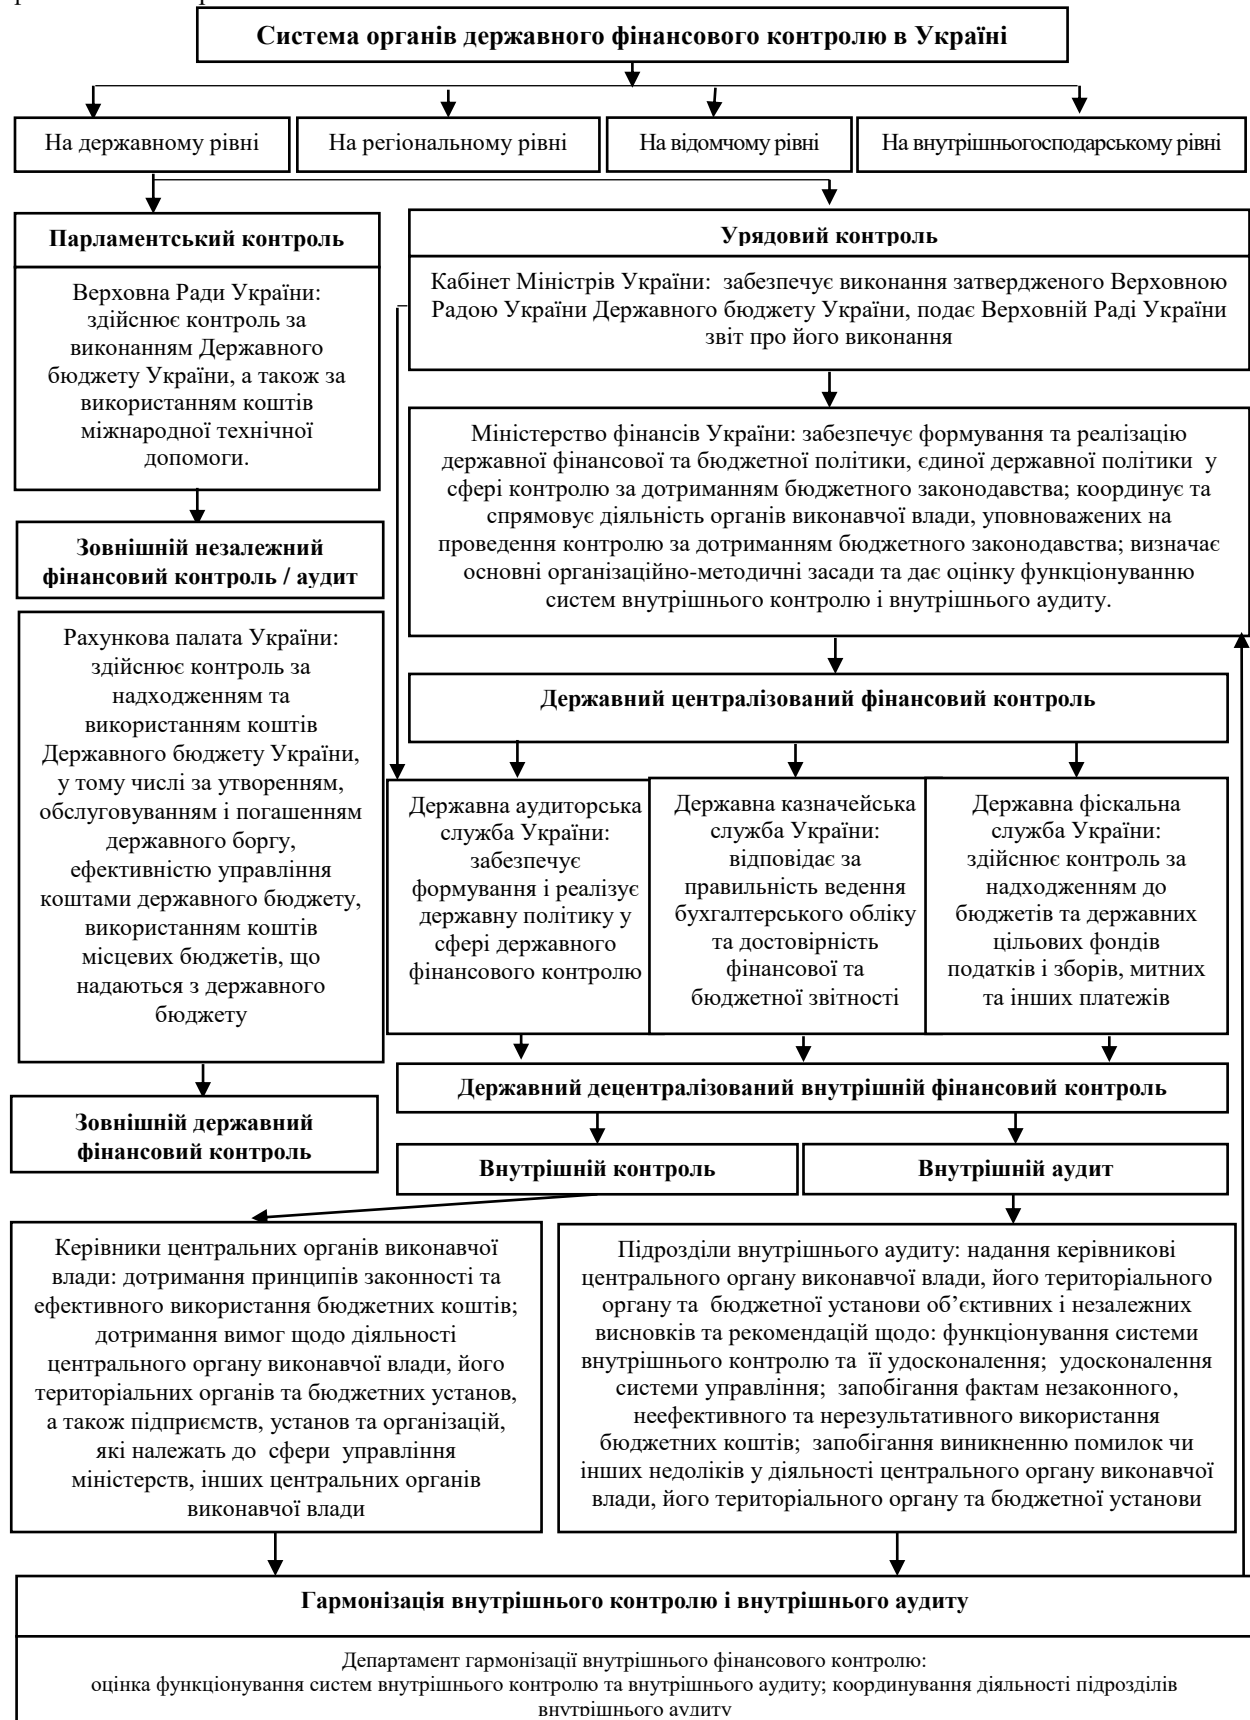 Система органів державного фінансового контролю в Україні
На державному рівні
На регіональному рівні
На відомчому рівні
На внутрішньогосподарському рівні
Парламентський контроль
Верховна Ради України:
здійснює контроль за
виконанням Державного
бюджету України, а також за
використанням коштів
міжнародної технічної
допомоги.
Урядовий контроль
Кабінет Міністрів України: забезпечує виконання затвердженого Верховною
Радою України Державного бюджету України, подає Верховній Раді України
звіт про його виконання
Міністерство фінансів України: забезпечує формування та реалізацію
державної фінансової та бюджетної політики, єдиної державної політики у
сфері контролю за дотриманням бюджетного законодавства; координує та
спрямовує діяльність органів виконавчої влади, уповноважених на
проведення контролю за дотриманням бюджетного законодавства; визначає
основні організаційно-методичні засади та дає оцінку функціонуванню
систем внутрішнього контролю і внутрішнього аудиту.
Зовнішній незалежний
фінансовий контроль / аудит
Рахункова палата України:
здійснює контроль за
надходженням та
використанням коштів
Державного бюджету України,
у тому числі за утворенням,
обслуговуванням і погашенням
державного боргу,
ефективністю управління
коштами державного бюджету,
використанням коштів
місцевих бюджетів, що
надаються з державного
бюджету
Зовнішній державний
фінансовий контроль
Державний централізований фінансовий контроль
Державна аудиторська
служба України:
забезпечує
формування і реалізує
державну політику у
сфері державного
фінансового контролю
Державна казначейська
служба України:
відповідає за
правильність ведення
бухгалтерського обліку
та достовірність
фінансової та
бюджетної звітності
Державна фіскальна
служба України:
здійснює контроль за
надходженням до
бюджетів та державних
цільових фондів
податків і зборів, митних
та інших платежів
Державний децентралізований внутрішній фінансовий контроль
Внутрішній контроль
Внутрішній аудит
Керівники центральних органів виконавчої
влади: дотримання принципів законності та
ефективного використання бюджетних коштів;
дотримання вимог щодо діяльності
центрального органу виконавчої влади, його
територіальних органів та бюджетних установ,
а також підприємств, установ та організацій,
які належать до сфери управління
міністерств, інших центральних органів
виконавчої влади
Підрозділи внутрішнього аудиту: надання керівникові
центрального органу виконавчої влади, його територіального
органу та бюджетної установи об’єктивних і незалежних
висновків та рекомендацій щодо: функціонування системи
внутрішнього контролю та її удосконалення; удосконалення
системи управління; запобігання фактам незаконного,
неефективного та нерезультативного використання
бюджетних коштів; запобігання виникненню помилок чи
інших недоліків у діяльності центрального органу виконавчої
влади, його територіального органу та бюджетної установи
Гармонізація внутрішнього контролю і внутрішнього аудиту
Департамент гармонізації внутрішнього фінансового контролю:
оцінка функціонування систем внутрішнього контролю та внутрішнього аудиту; координування діяльності підрозділів
внутрішнього аудиту